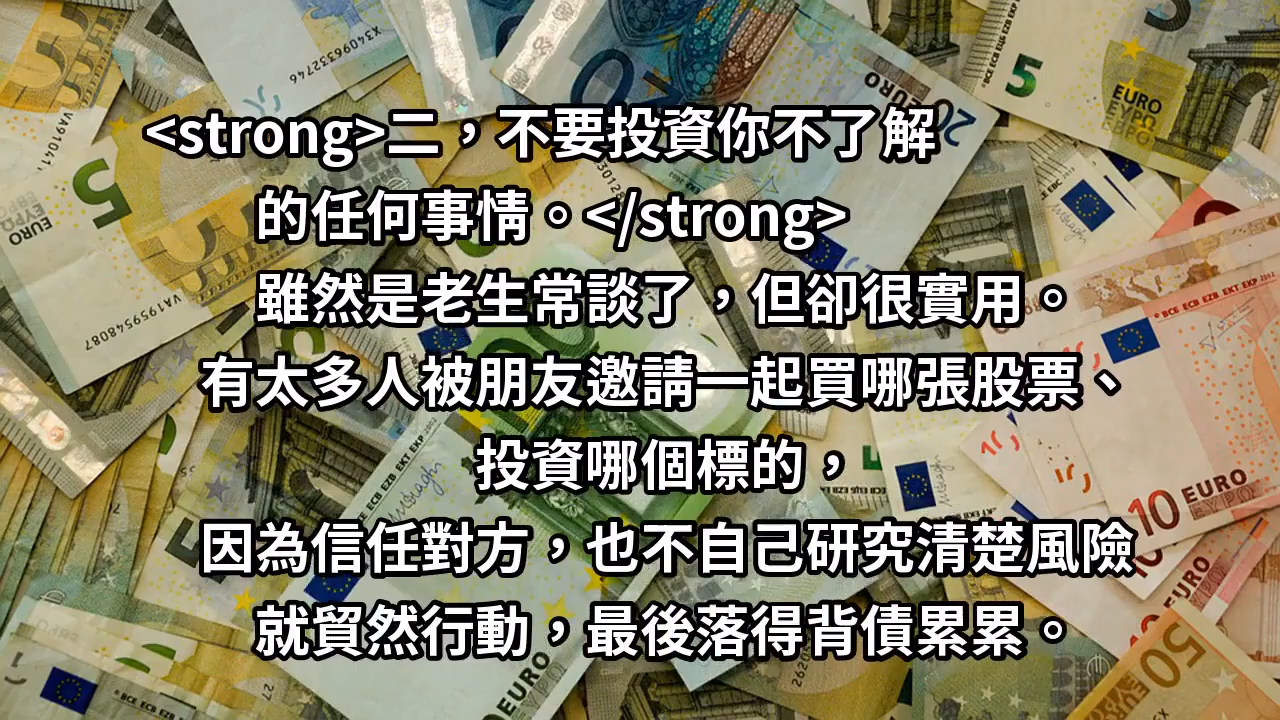 <strong>二，不要投資你不了解
的任何事情。</strong>
雖然是老生常談了，但卻很實用。
有太多人被朋友邀請一起買哪張股票、
投資哪個標的，
因為信任對方，也不自己研究清楚風險
就貿然行動，最後落得背債累累。